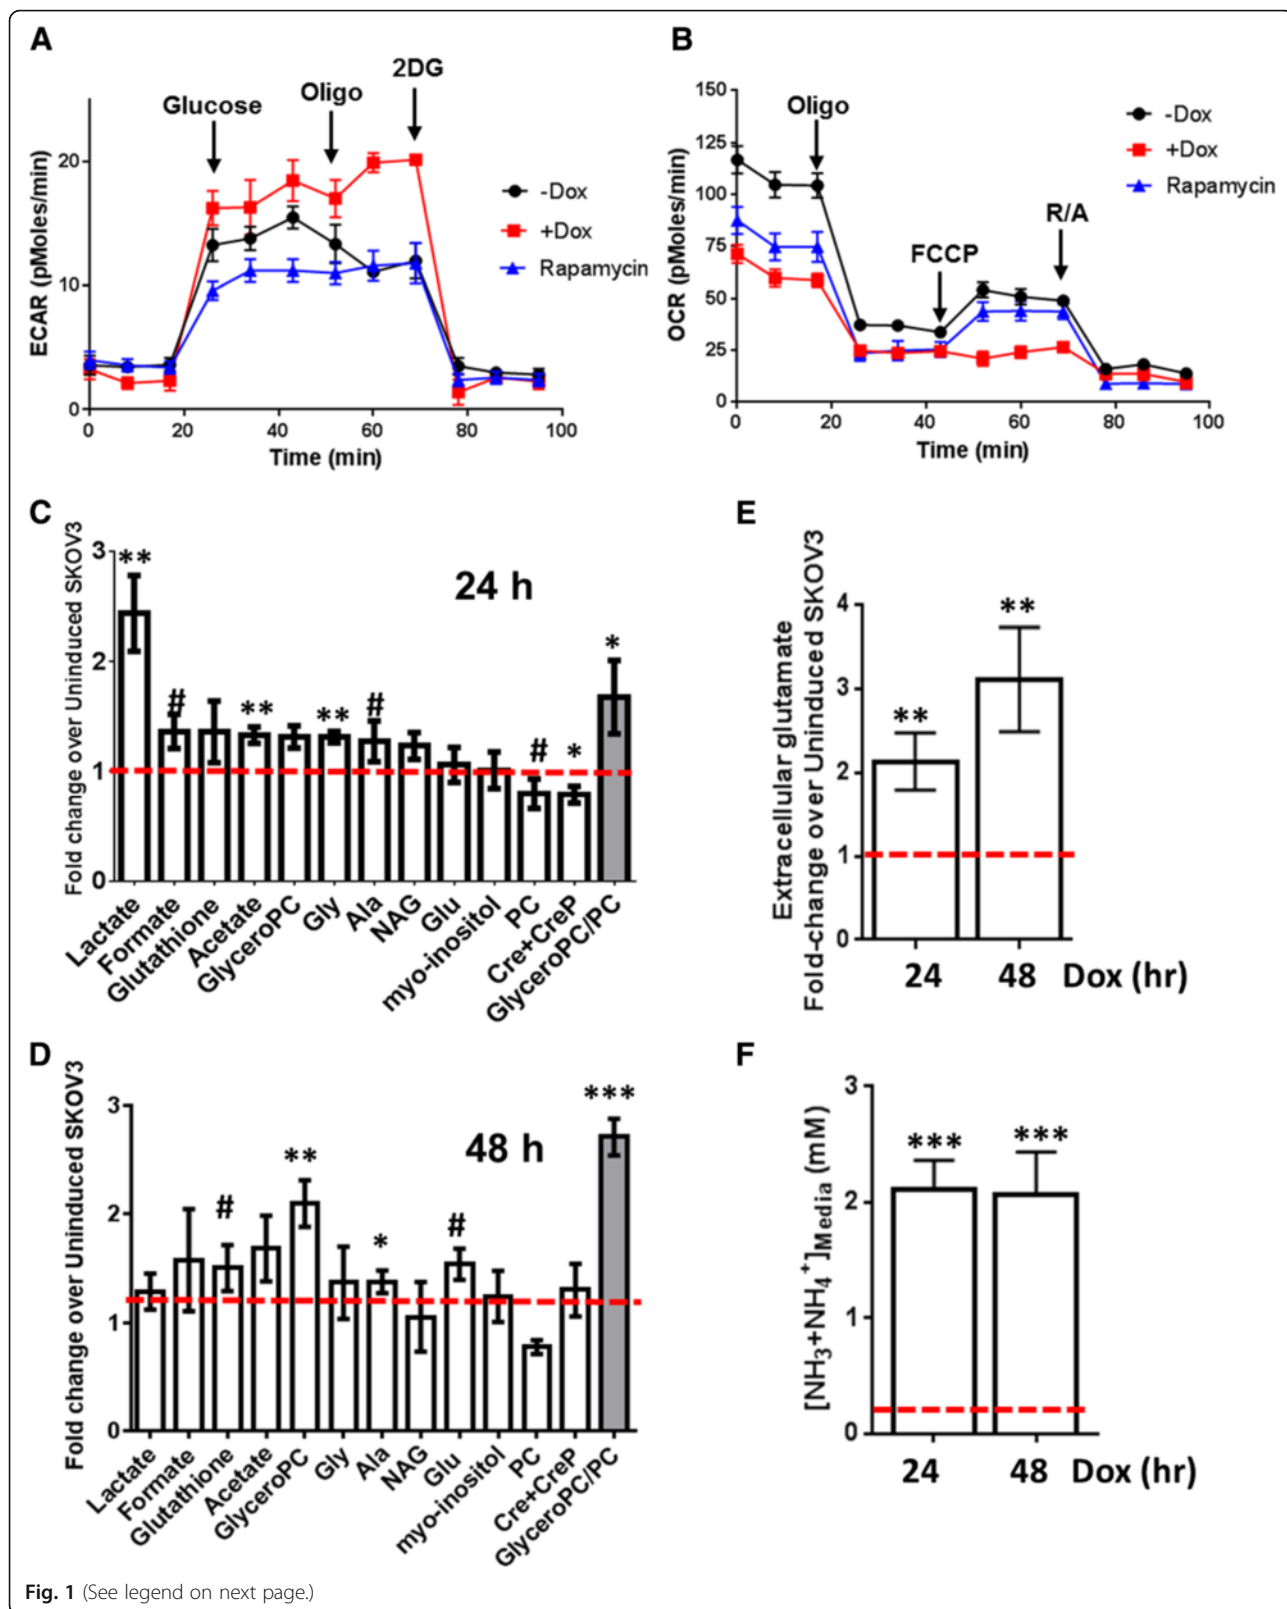 A
Glucose
Oligo
2DG
ECAR (pMoles/min)
20
10
0
0 20 40 60 80 100
Time (min)
-Dox
+Dox
Rapamycin
B
Oligo
FCCP
R/A
OCR (pMoles/min)
150
125
100
75
50
25
0
0 20 40 60 80 100
Time (min)
-Dox
+Dox
Rapamycin
C
Fold change over Uninduced SKOV3
24 h
3
2
1
0
** # ** ** # # * *
Lactate
Formate
Glutathione
Acetate
GlyceroPC
Gly
Ala
NAG
Glu
myo-inositol
PC
Cre+CreP
GlyceroPC/PC
E
Extracellular glutamate
Fold-change over Uninduced SKOV3
4
3
2
1
0
** **
24 48 Dox (hr)
D
Fold change over Uninduced SKOV3
48 h
3
2
1
0
# ** * # ***
Lactate
Formate
Glutathione
Acetate
GlyceroPC
Gly
Ala
NAG
Glu
myo-inositol
PC
Cre+CreP
GlyceroPC/PC
F
[NH₃+NH₄⁺]Media (mM)
3
2
1
0
*** ***
24 48 Dox (hr)
Fig. 1 (See legend on next page.)